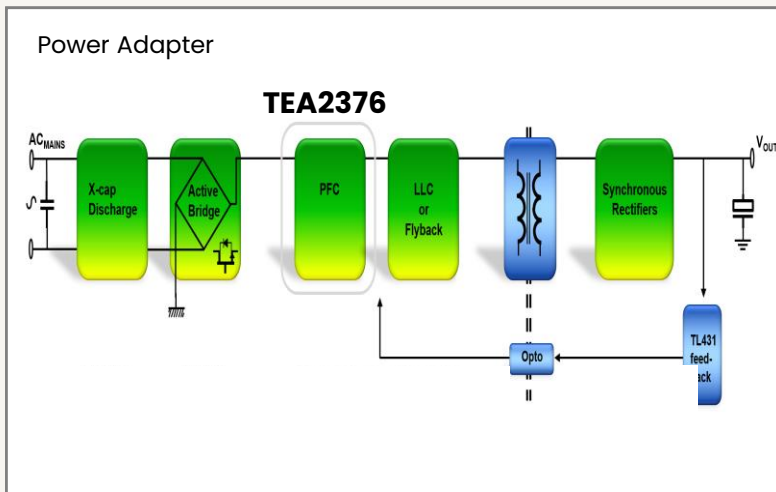 Power Adapter
TEA2376
AC MAINS
V OUT
X-cap
Discharge
Active
Bridge
PFC
LLC
or
Flyback
Synchronous
Rectifiers
TL431
feed-
ack
Opto